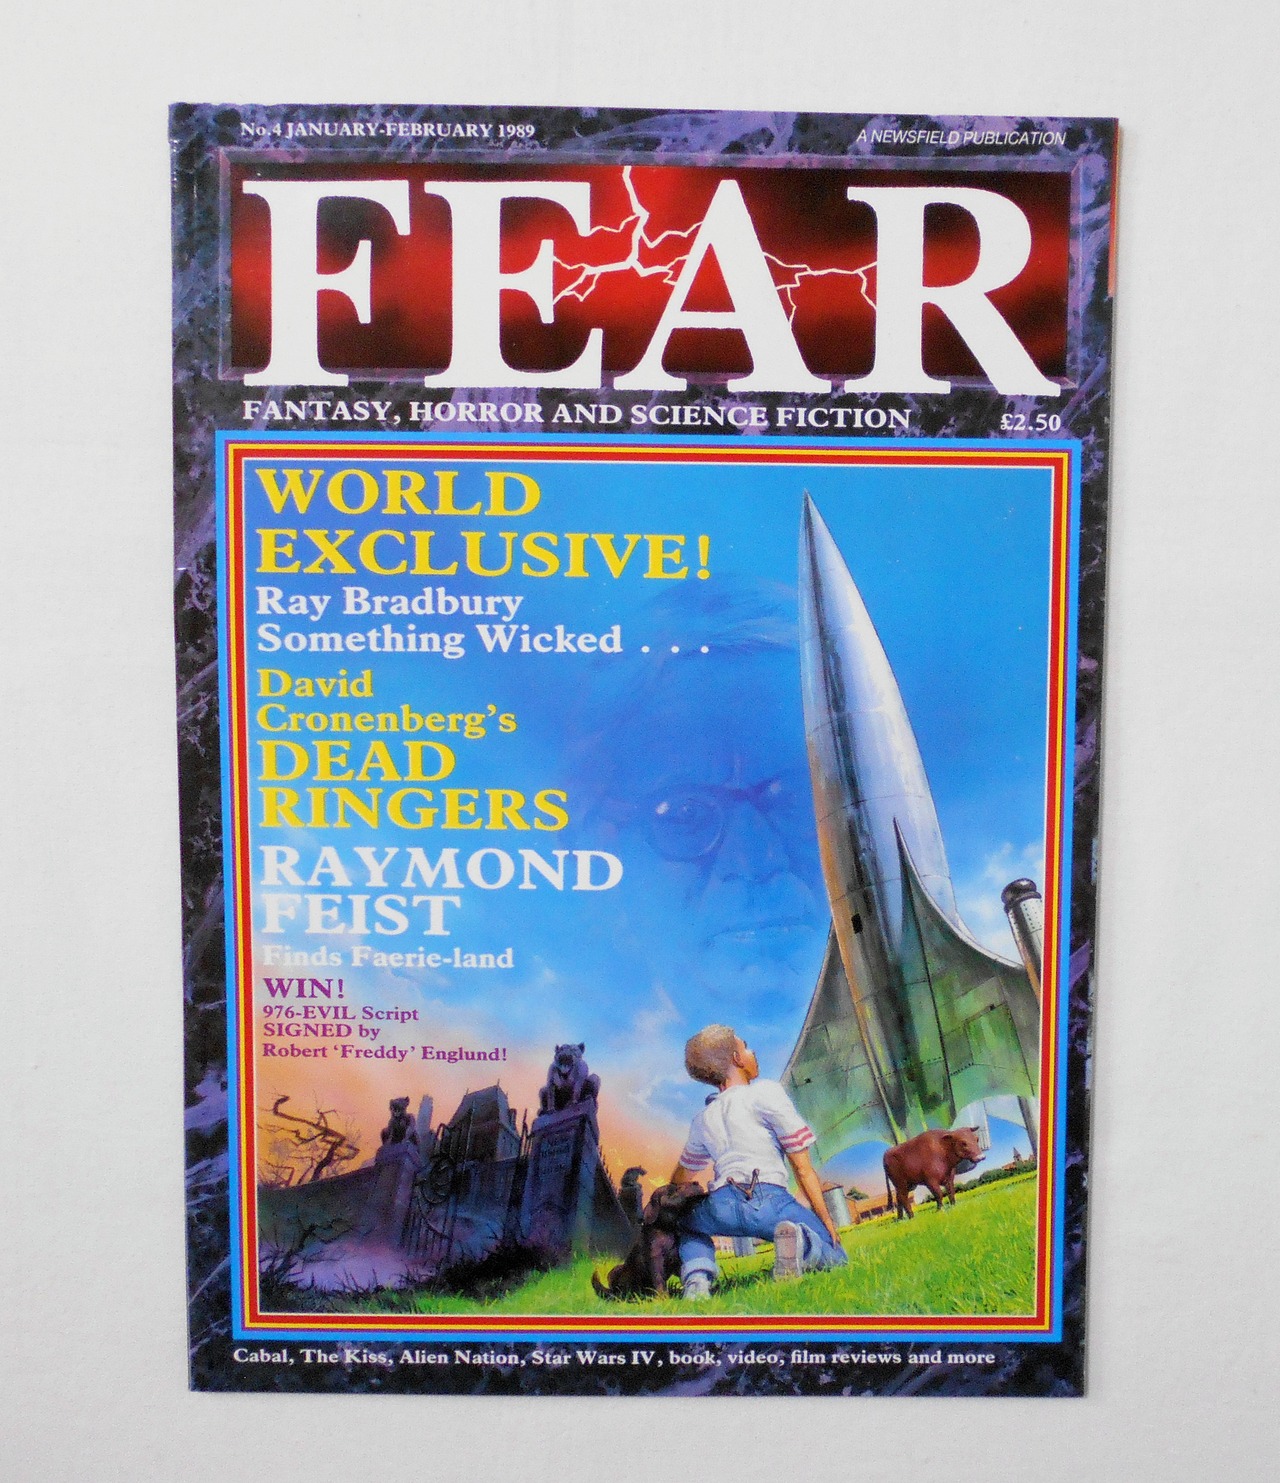 No.4 JANUARY-FEBRUARY 1989
A NEWSFIELD PUBLICATION
FEAR
FANTASY, HORROR AND SCIENCE FICTION
£2.50
WORLD
EXCLUSIVE!
Ray Bradbury
Something Wicked . . .
David
Cronenberg's
DEAD
RINGERS
RAYMOND
FEIST
Finds Faerie-land
WIN!
976-EVIL Script
SIGNED by
Robert 'Freddy' Englund!
Cabal, The Kiss, Alien Nation, Star Wars IV, book, video, film reviews and more